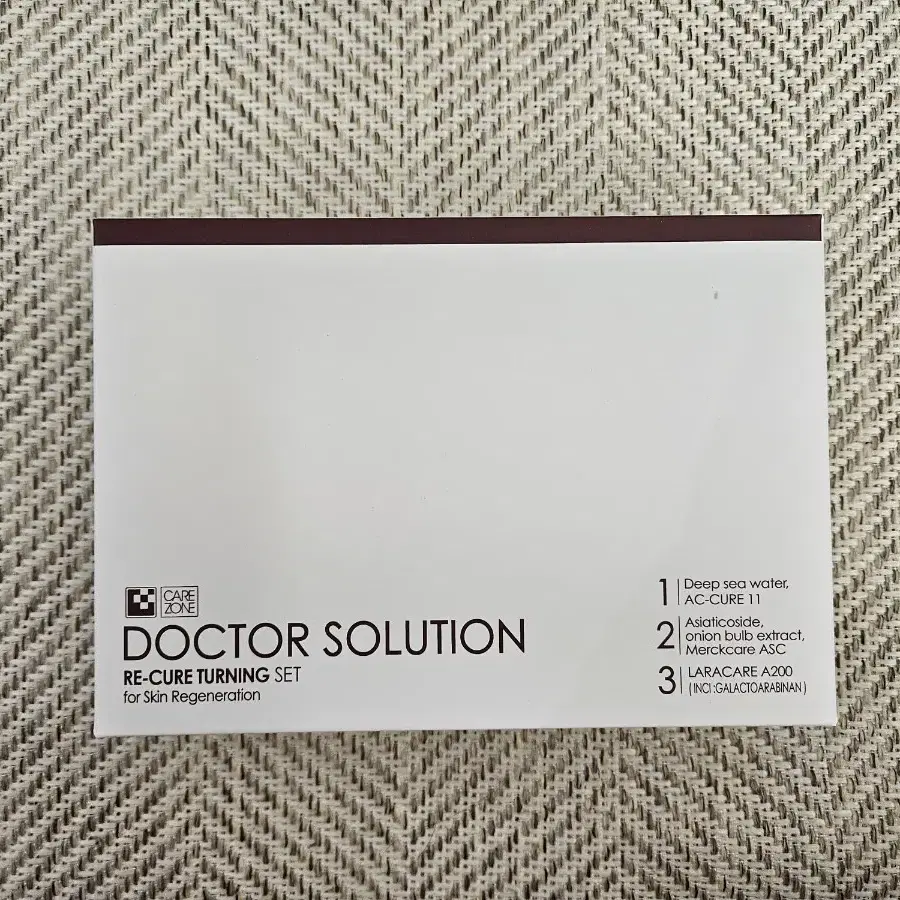 CARE
ZONE
DOCTOR SOLUTION
RE-CURE TURNING SET
for Skin Regeneration
1 Deep sea water,
AC-CURE 11
2 Asiaticoside,
onion bulb extract,
Merckcare ASC
3 LARACARE A200
(INCI:GALACTOARABINAN)